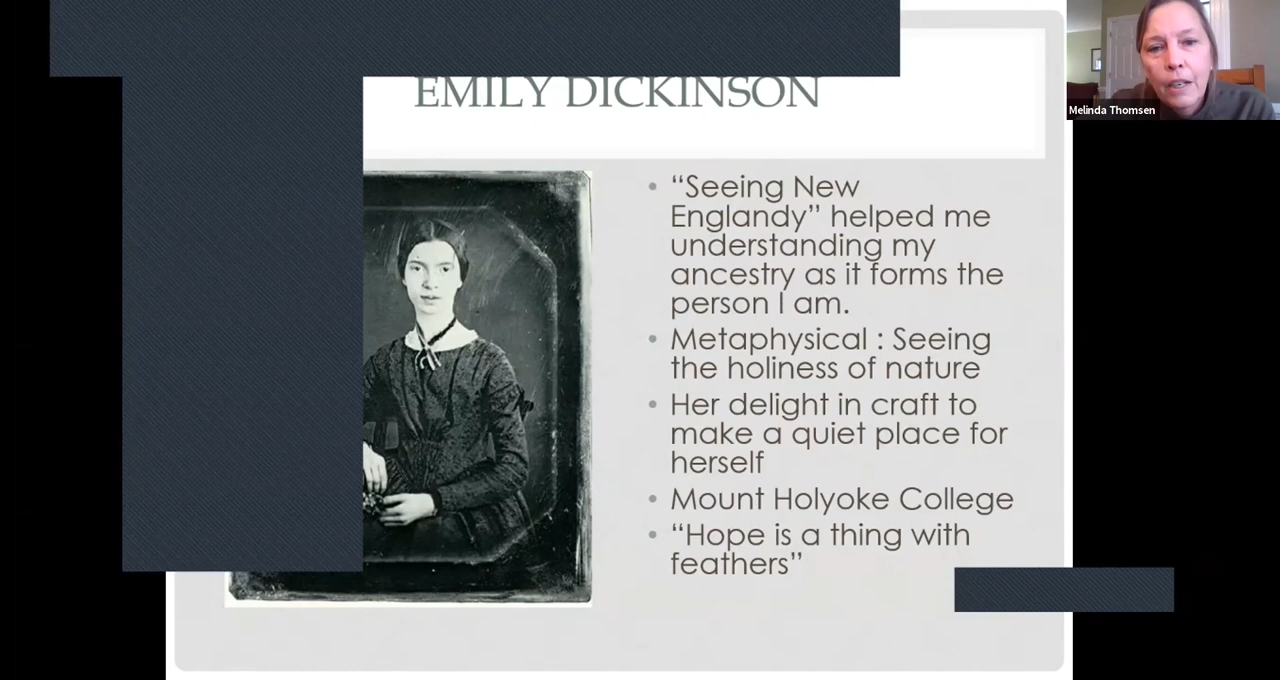 EMILY DICKINSON
Melinda Thomsen
• “Seeing New
Englandy” helped me
understanding my
ancestry as it forms the
person I am.
• Metaphysical : Seeing
the holiness of nature
• Her delight in craft to
make a quiet place for
herself
• Mount Holyoke College
• “Hope is a thing with
feathers”